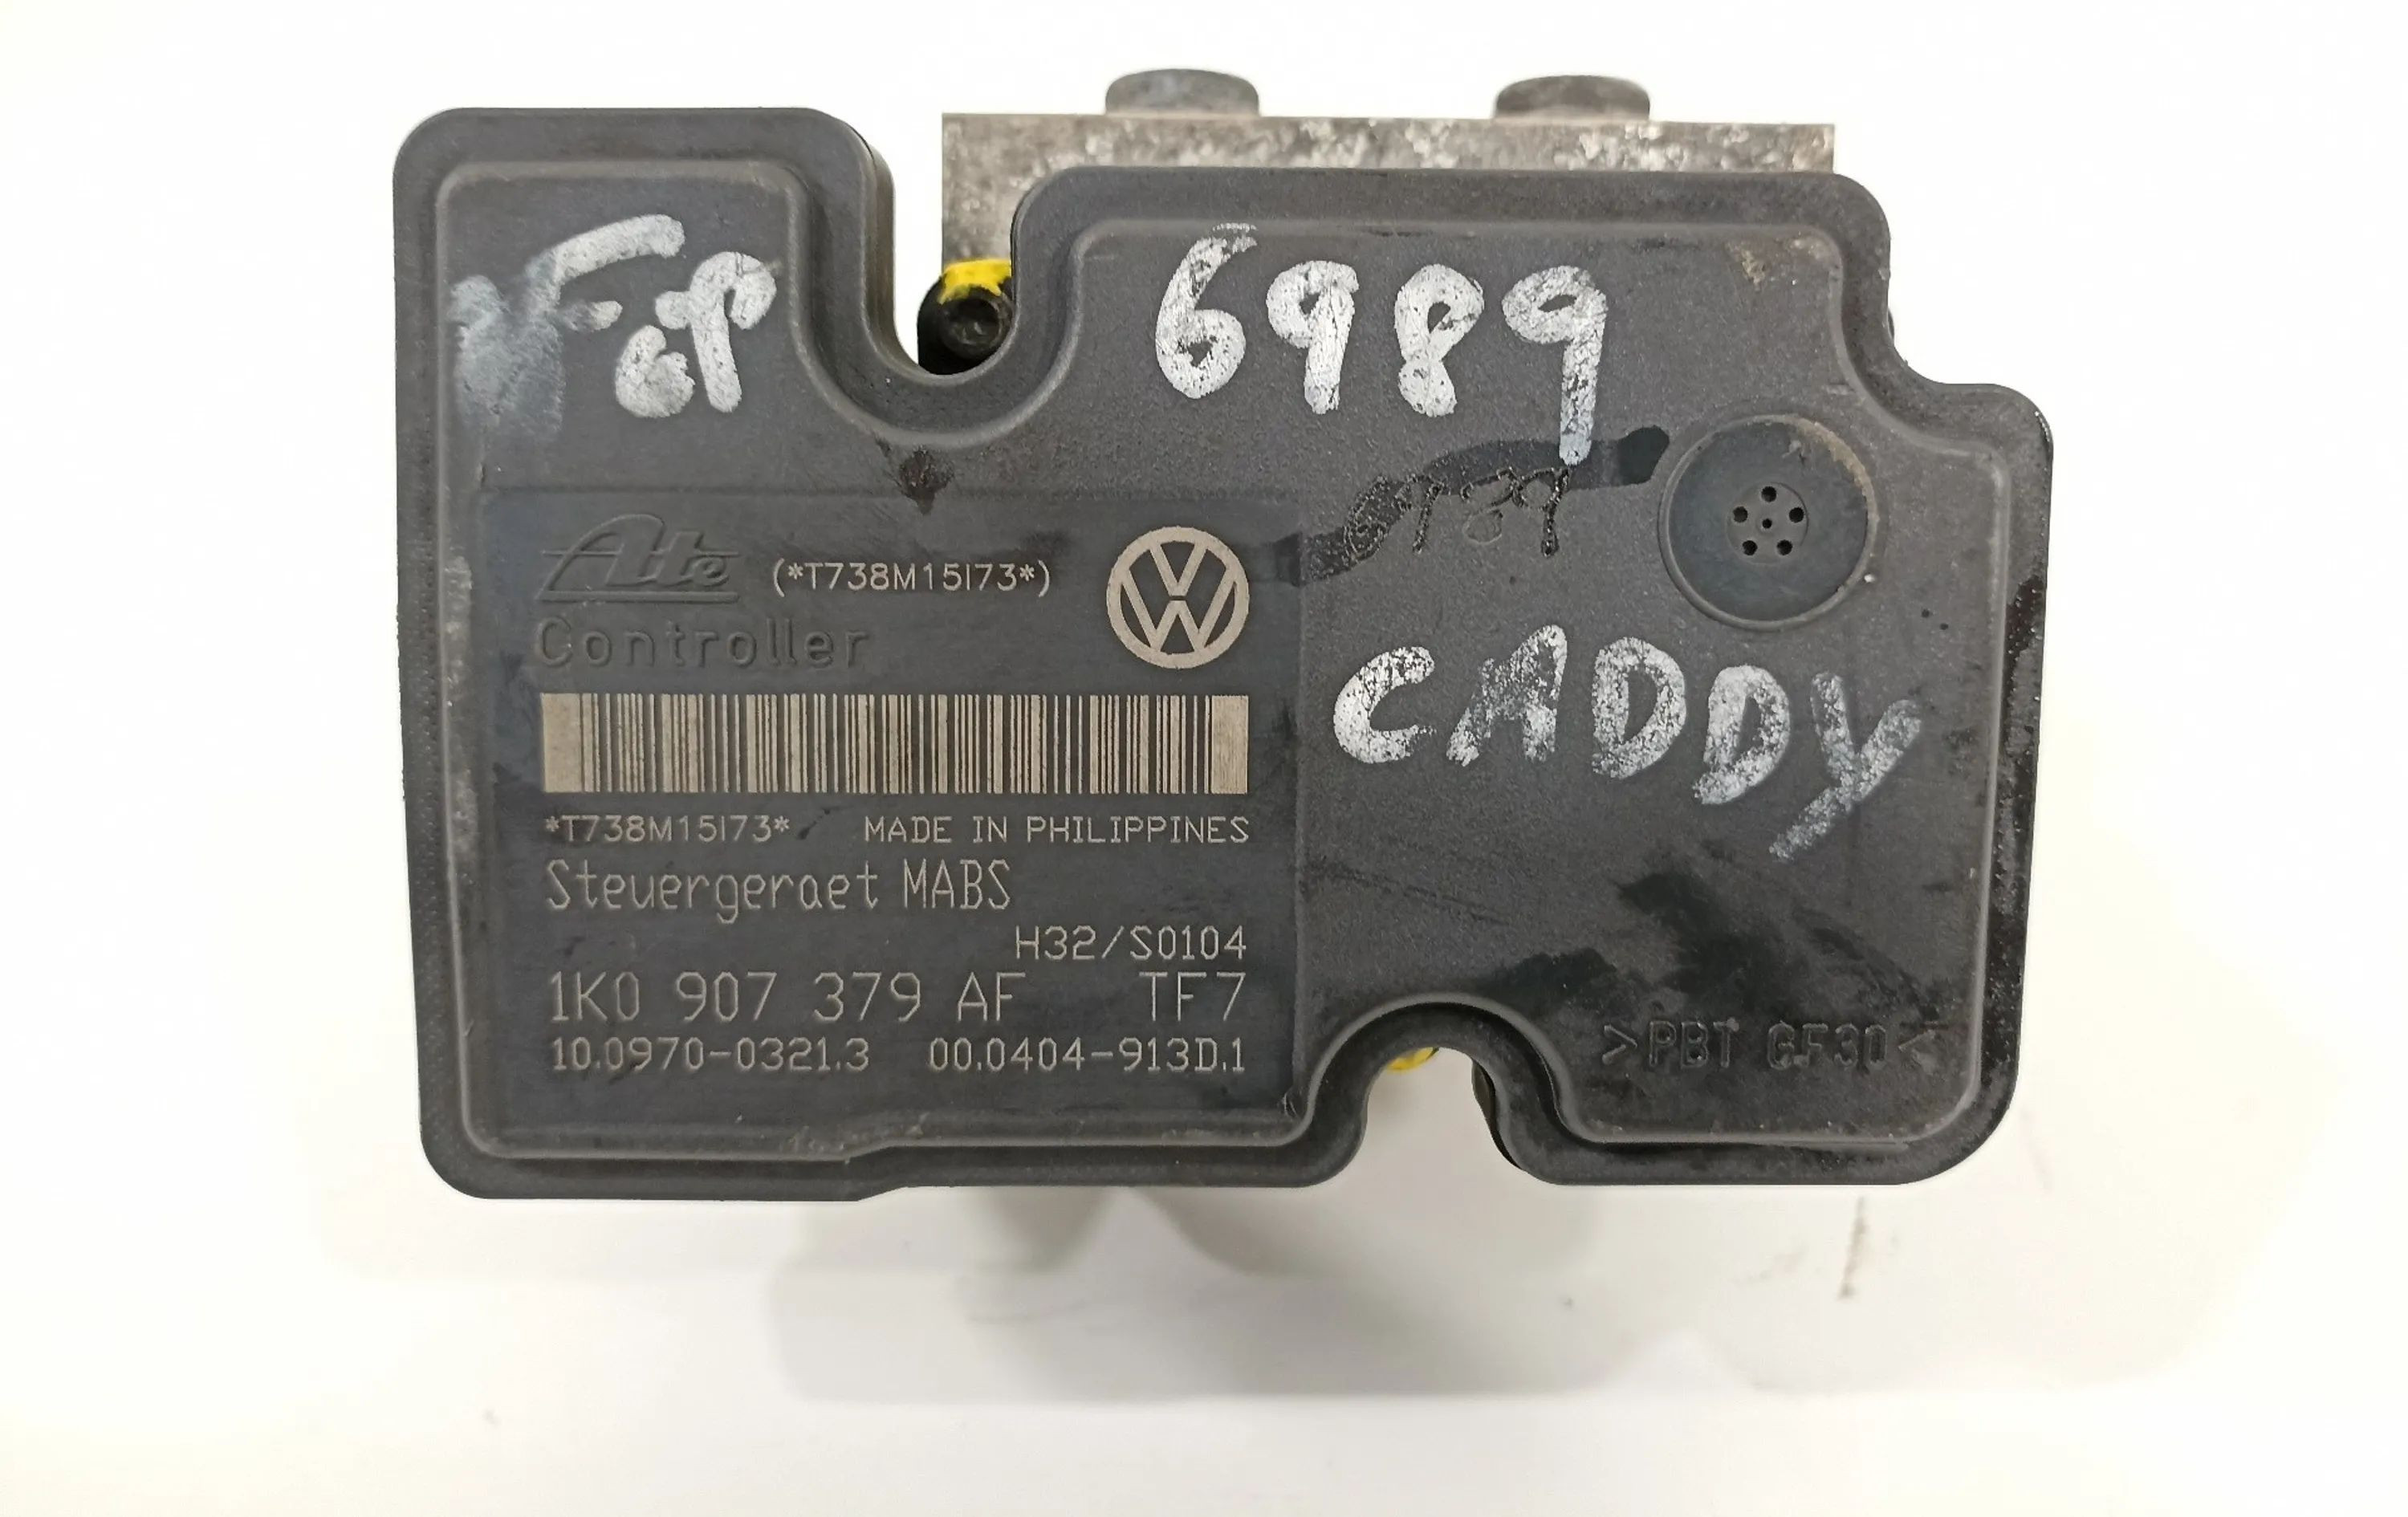 6989
6989
Ate (*T738M15I73*)
Controller
CADDY
*T738M15I73* MADE IN PHILIPPINES
Steuergeraet MABS
H32/S0104
1K0 907 379 AF TF7
10.0970-0321.3 00.0404-913D.1
>PBT GF30<